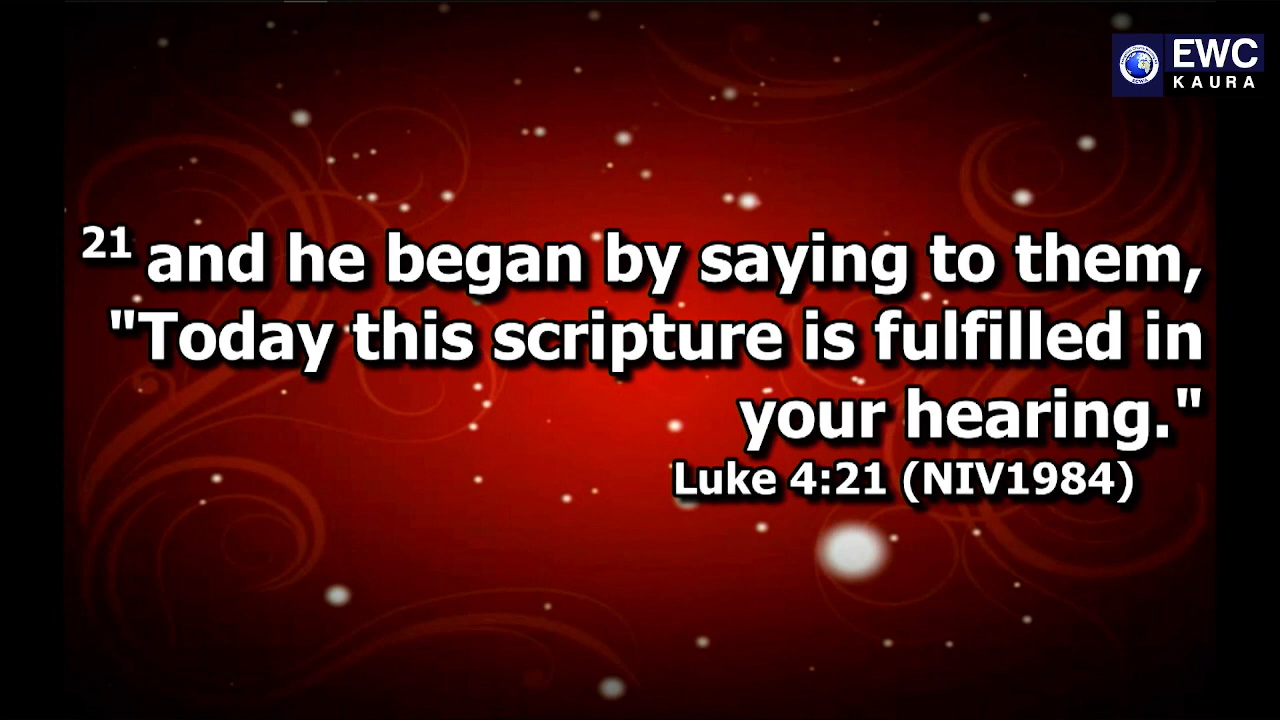 EWC
KAURA
21 and he began by saying to them,
"Today this scripture is fulfilled in
your hearing."
Luke 4:21 (NIV1984)